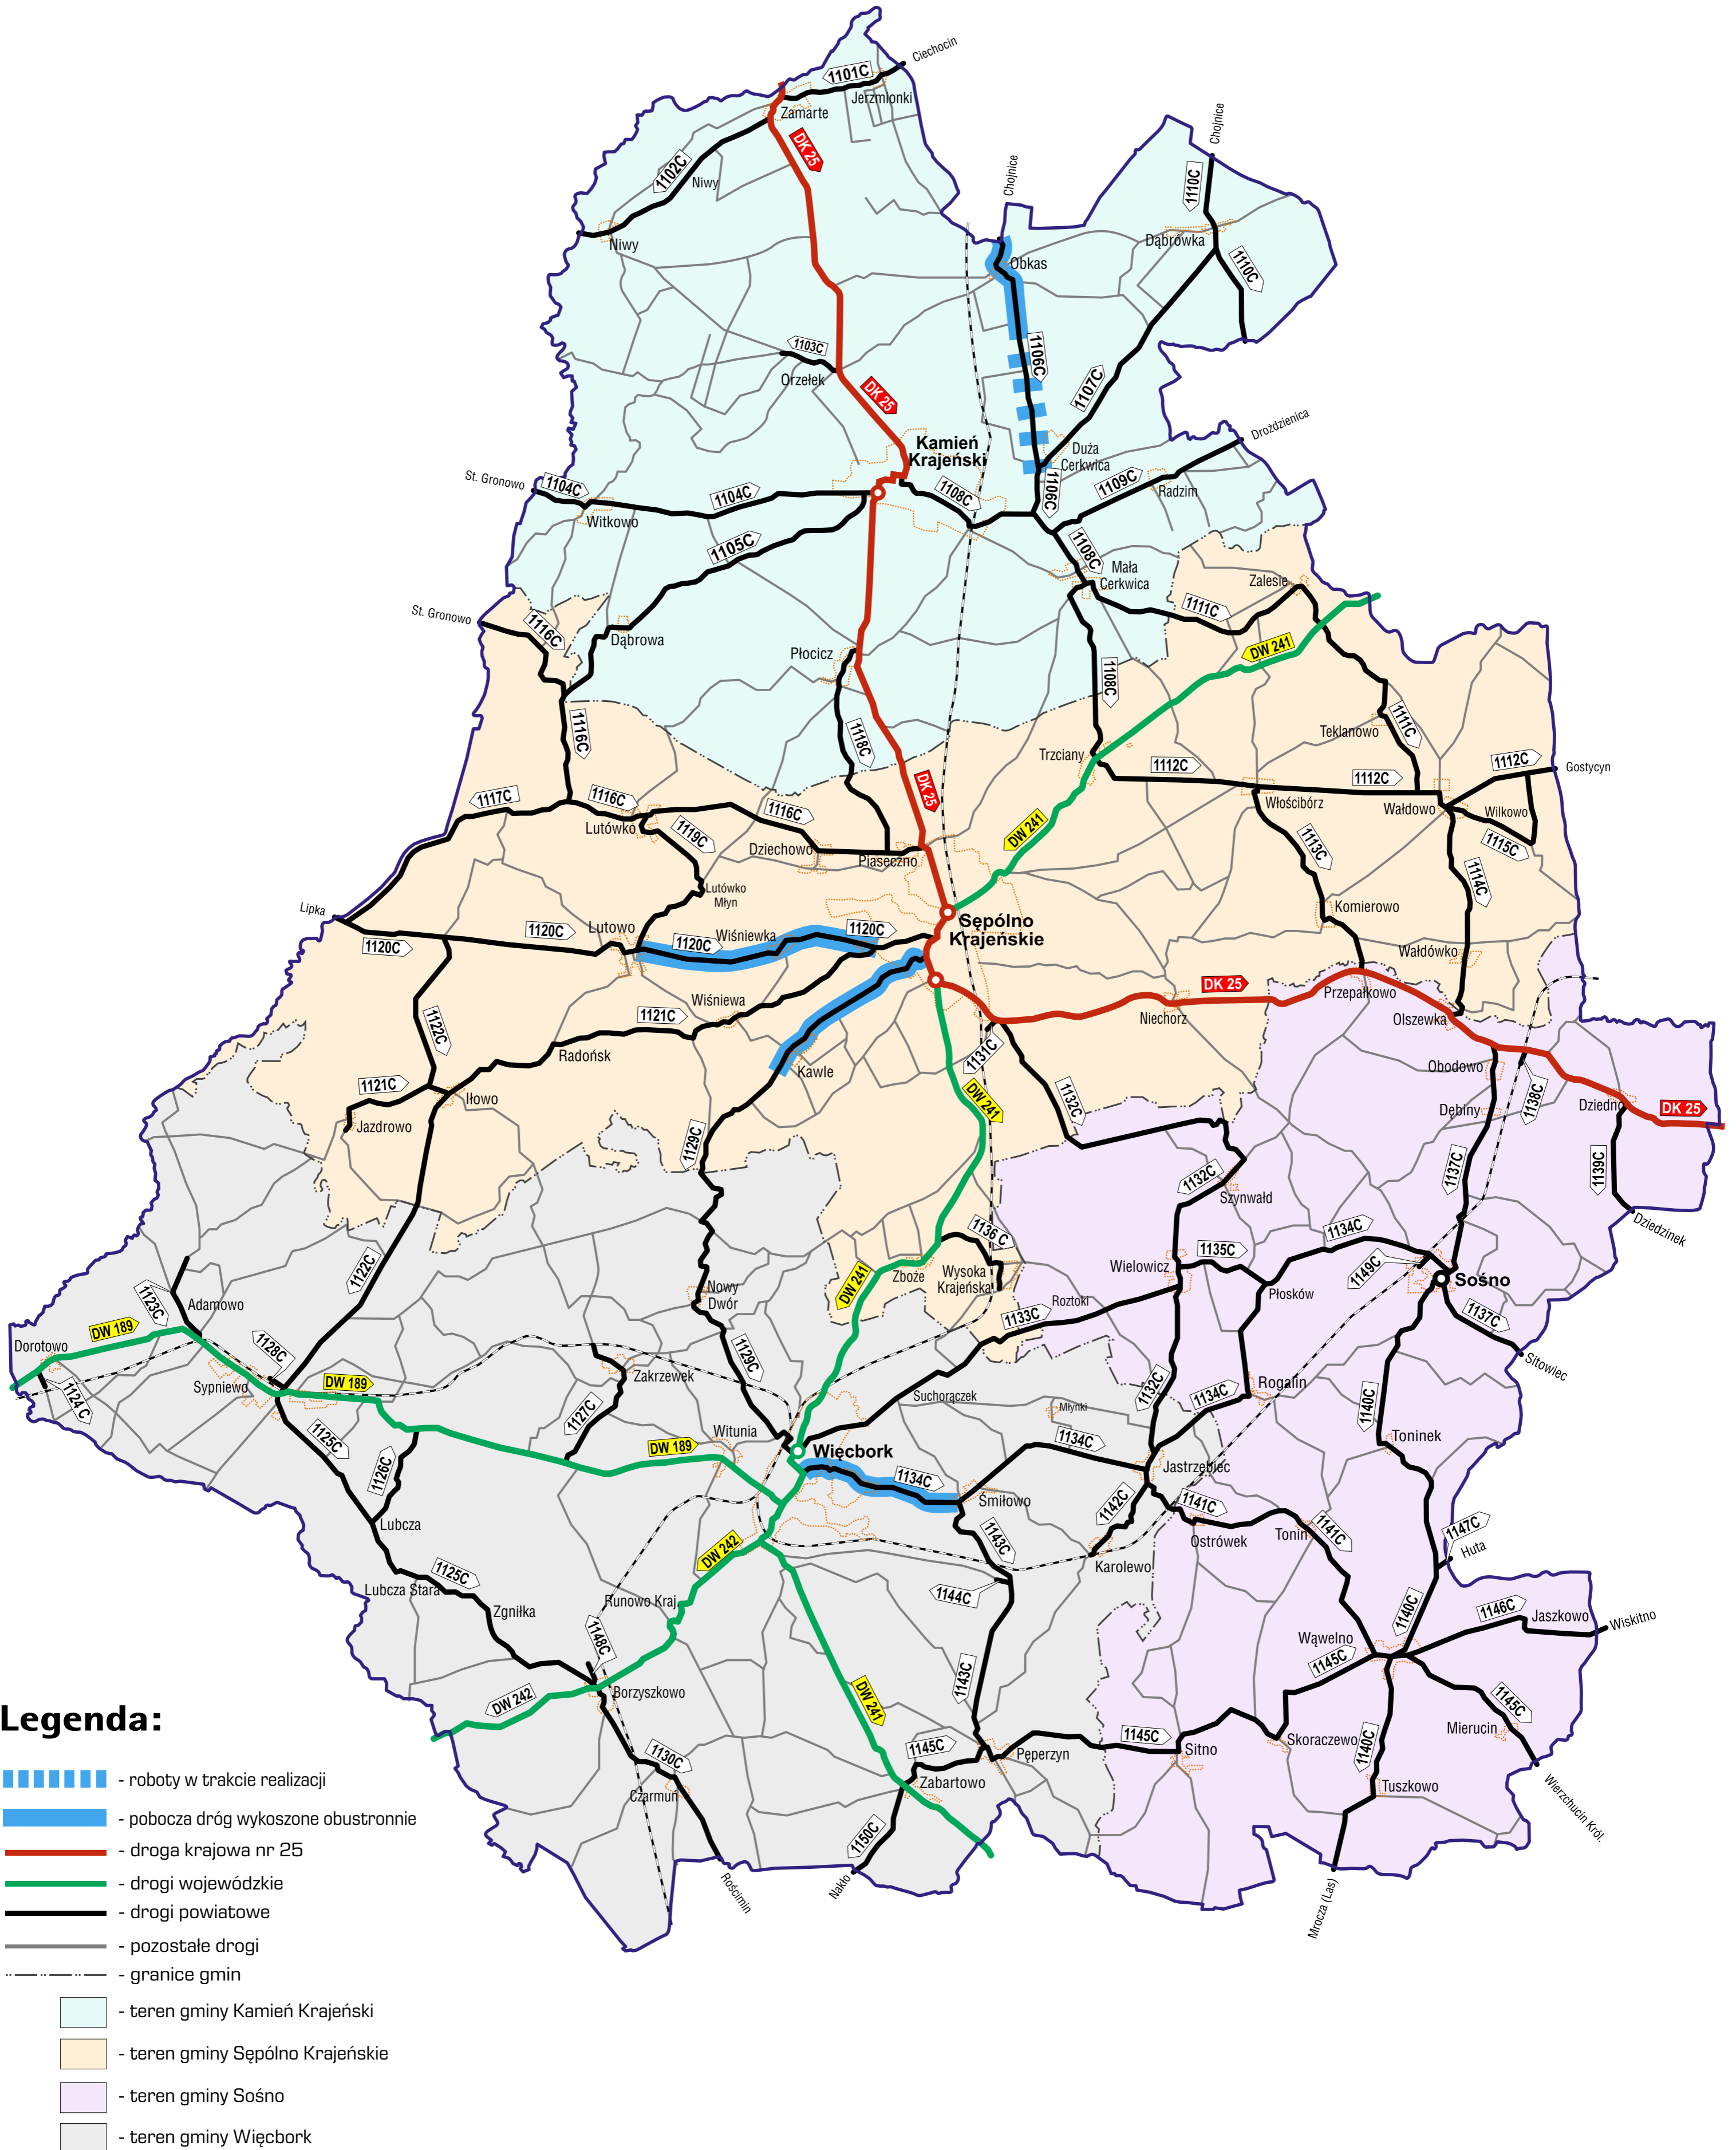 Ciechocin
1101C
Jerzmionki
Zamarte
DK 25
1102C
Niwy
Niwy
Chojnice
Chojnice
1110C
Dąbrówka
1110C
Obkas
1103C
Orzełek
1106C
1107C
DK 25
Kamień
Krajeński
Duża
Cerkwica
Drożdzienica
St. Gronowo
1104C
1104C
Witkowo
1108C
1106C
1109C
Radzim
1105C
1108C
Mała
Cerkwica
Zalesie
1111C
St. Gronowo
1116C
Dąbrowa
Płocicz
DW 241
1108C
1116C
1118C
Teklanowo
1111C
Trzciany
1112C
1112C
1112C
Gostycyn
DK 25
1117C
1116C
Lutówko
1116C
1119C
Dziechowo
Piaseczno
DW 241
Włościbórz
Wałdowo
Wilkowo
1115C
1113C
1114C
Lutówko
Młyn
Lipka
1120C
1120C
Lutowo
1120C
Wiśniewka
1120C
Sępólno
Krajeńskie
Komierowo
Wałdówko
DK 25
Przepałkowo
Niechorz
Olszewka
Wiśniewa
1121C
1122C
Radońsk
Kawle
1131C
Obodowo
1121C
Iłowo
Jazdrowo
DW 241
1132C
Dębiny
1138C
Dziedno
DK 25
1129C
1137C
1139C
1132C
Szynwałd
Dziedzinek
1136 C
1134C
1135C
Wielowicz
1149C
Sośno
Płosków
1122C
Zboże
Wysoka
Krajeńska
DW 241
Nowy
Dwór
1123C
Adamowo
DW 189
Dorotowo
1133C
Roztoki
1137C
Sitowiec
1128C
1129C
Sypniewo
DW 189
1124 C
Zakrzewek
Suchorączek
1132C
1134C
Rogalin
Młynki
1140C
1127C
1125C
Witunia
DW 189
Więcbork
1134C
Toninek
Jastrzębiec
1126C
1134C
Śmiłowo
1142C
1141C
Ostrówek
Tonin
1141C
1147C
Huta
Lubcza
DW 242
1143C
Karolewo
1125C
Lubcza Stara
Zgniłka
Runowo Kraj.
1144C
1140C
1146C
Jaszkowo
Wiskitno
1148C
Wąwelno
1145C
1143C
DW 242
Borzyszkowo
DW 241
1145C
Mierucin
1145C
Skoraczewo
1140C
Sitno
1145C
Pęperzyn
1130C
Zabartowo
Czarmuń
Tuszkowo
Wierzchucin Król.
1150C
Rościmin
Nakło
Mrocza (Las)
Legenda:
- roboty w trakcie realizacji
- pobocza dróg wykoszone obustronnie
- droga krajowa nr 25
- drogi wojewódzkie
- drogi powiatowe
- pozostałe drogi
- granice gmin
- teren gminy Kamień Krajeński
- teren gminy Sępólno Krajeńskie
- teren gminy Sośno
- teren gminy Więcbork